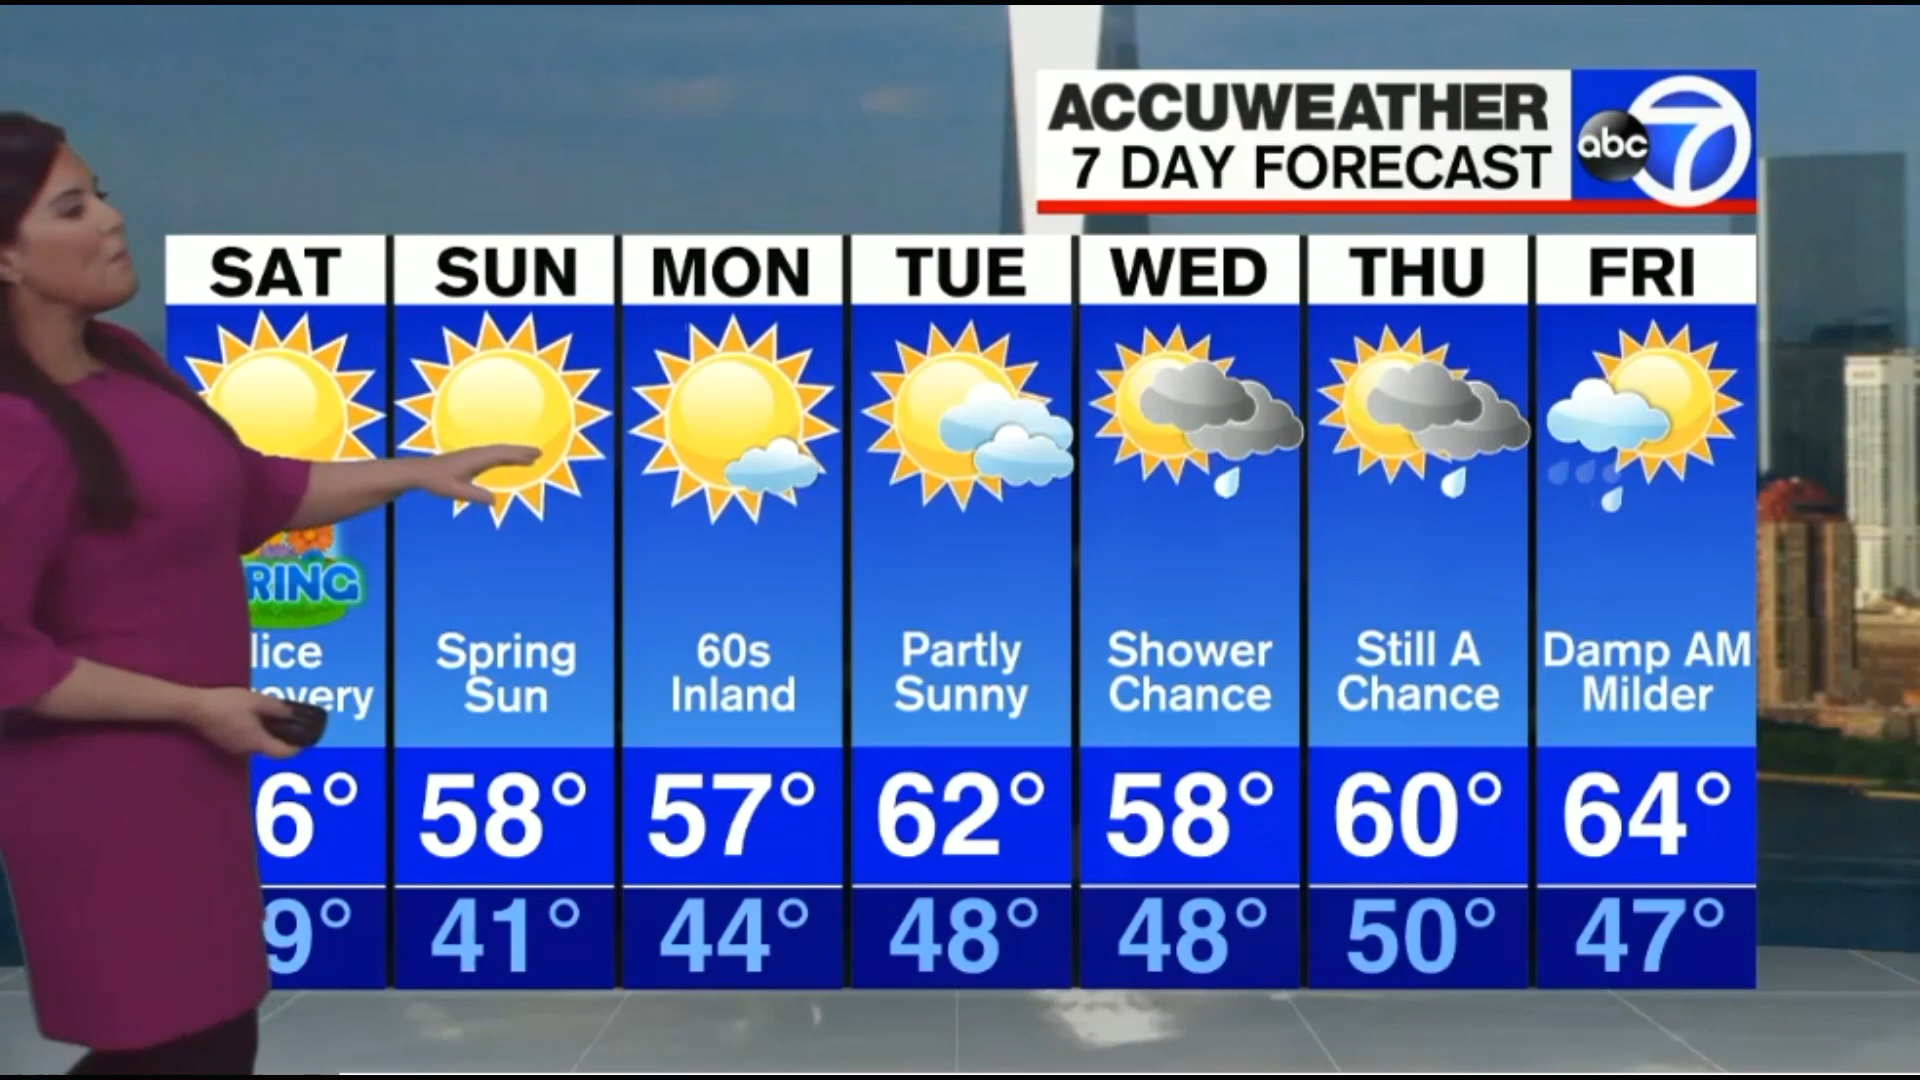 ACCUWEATHER
7 DAY FORECAST
abc 7
SAT SUN MON TUE WED THU FRI
Spring
Sun
60s
Inland
Partly
Sunny
Shower
Chance
Still A
Chance
Damp AM
Milder
58° 57° 62° 58° 60° 64°
41° 44° 48° 48° 50° 47°